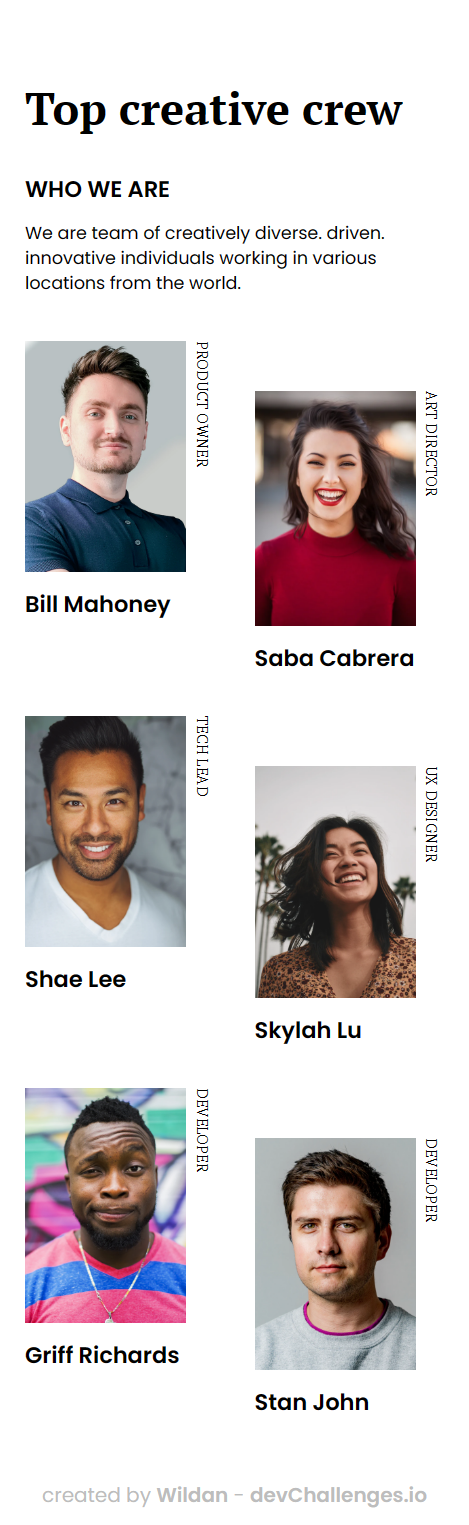 Top creative crew
WHO WE ARE
We are team of creatively diverse. driven.
innovative individuals working in various
locations from the world.
PRODUCT OWNER
Bill Mahoney
ART DIRECTOR
Saba Cabrera
TECH LEAD
Shae Lee
UX DESIGNER
Skylah Lu
DEVELOPER
Griff Richards
DEVELOPER
Stan John
created by Wildan - devChallenges.io